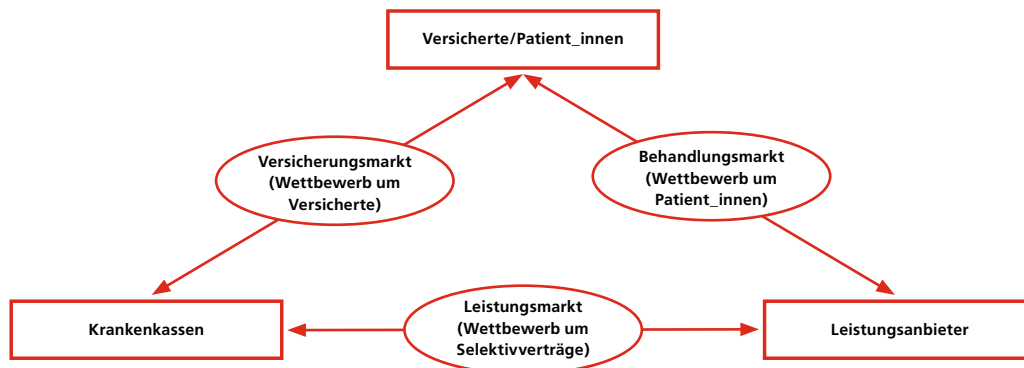 Versicherte/Patient_innen
Versicherungsmarkt
(Wettbewerb um
Versicherte)
Behandlungsmarkt
(Wettbewerb um
Patient_innen)
Krankenkassen
Leistungsmarkt
(Wettbewerb um
Selektivverträge)
Leistungsanbieter